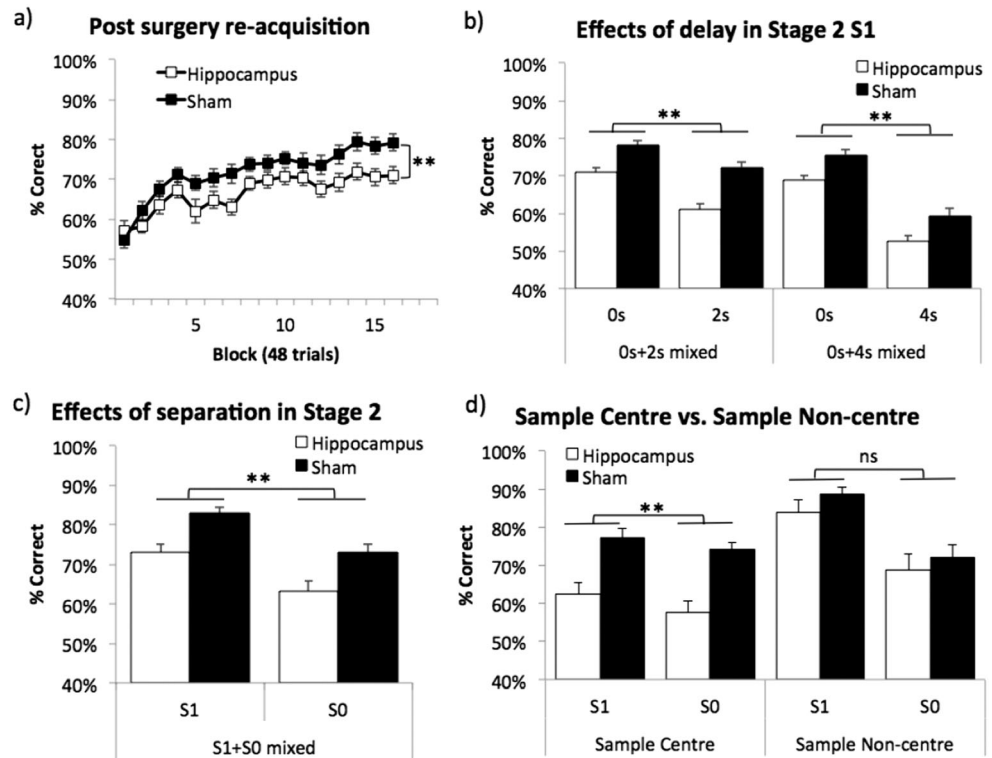 a)
Post surgery re-acquisition
100%
90%
80%
70%
60%
50%
40%
% Correct
Hippocampus
Sham
**
5 10 15
Block (48 trials)
b)
Effects of delay in Stage 2 S1
100%
90%
80%
70%
60%
50%
40%
% Correct
Hippocampus
Sham
** **
0s 2s 0s 4s
0s+2s mixed 0s+4s mixed
c)
Effects of separation in Stage 2
100%
90%
80%
70%
60%
50%
40%
% Correct
Hippocampus
Sham
**
S1 S0
S1+S0 mixed
d)
Sample Centre vs. Sample Non-centre
100%
90%
80%
70%
60%
50%
40%
% Correct
Hippocampus
Sham
** ns
S1 S0 S1 S0
Sample Centre Sample Non-centre